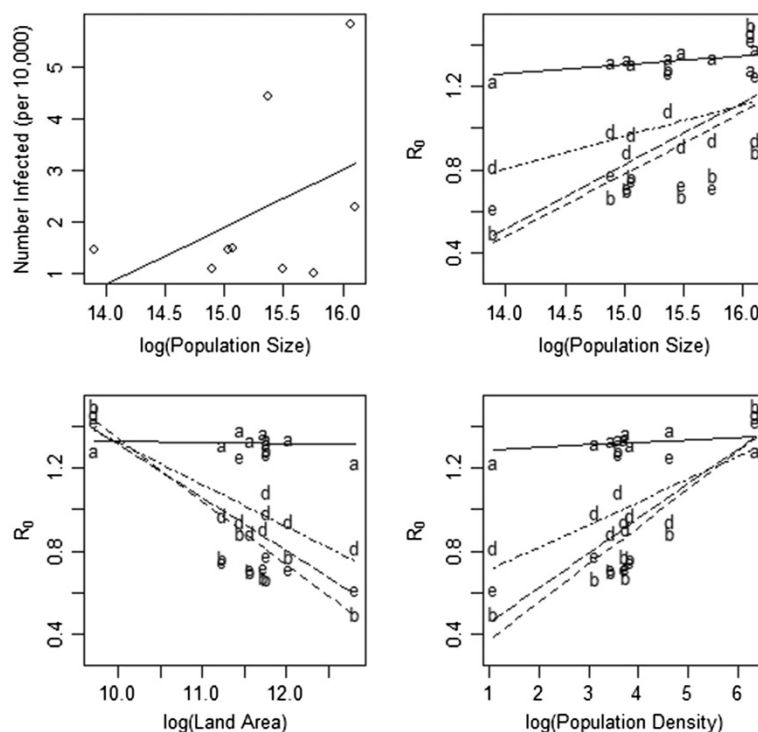 Number Infected (per 10,000)
5
4
3
2
1
14.0 14.5 15.0 15.5 16.0
log(Population Size)
R0
1.2
0.8
0.4
14.0 14.5 15.0 15.5 16.0
log(Population Size)
R0
1.2
0.8
0.4
10.0 11.0 12.0
log(Land Area)
R0
1.2
0.8
0.4
1 2 3 4 5 6
log(Population Density)